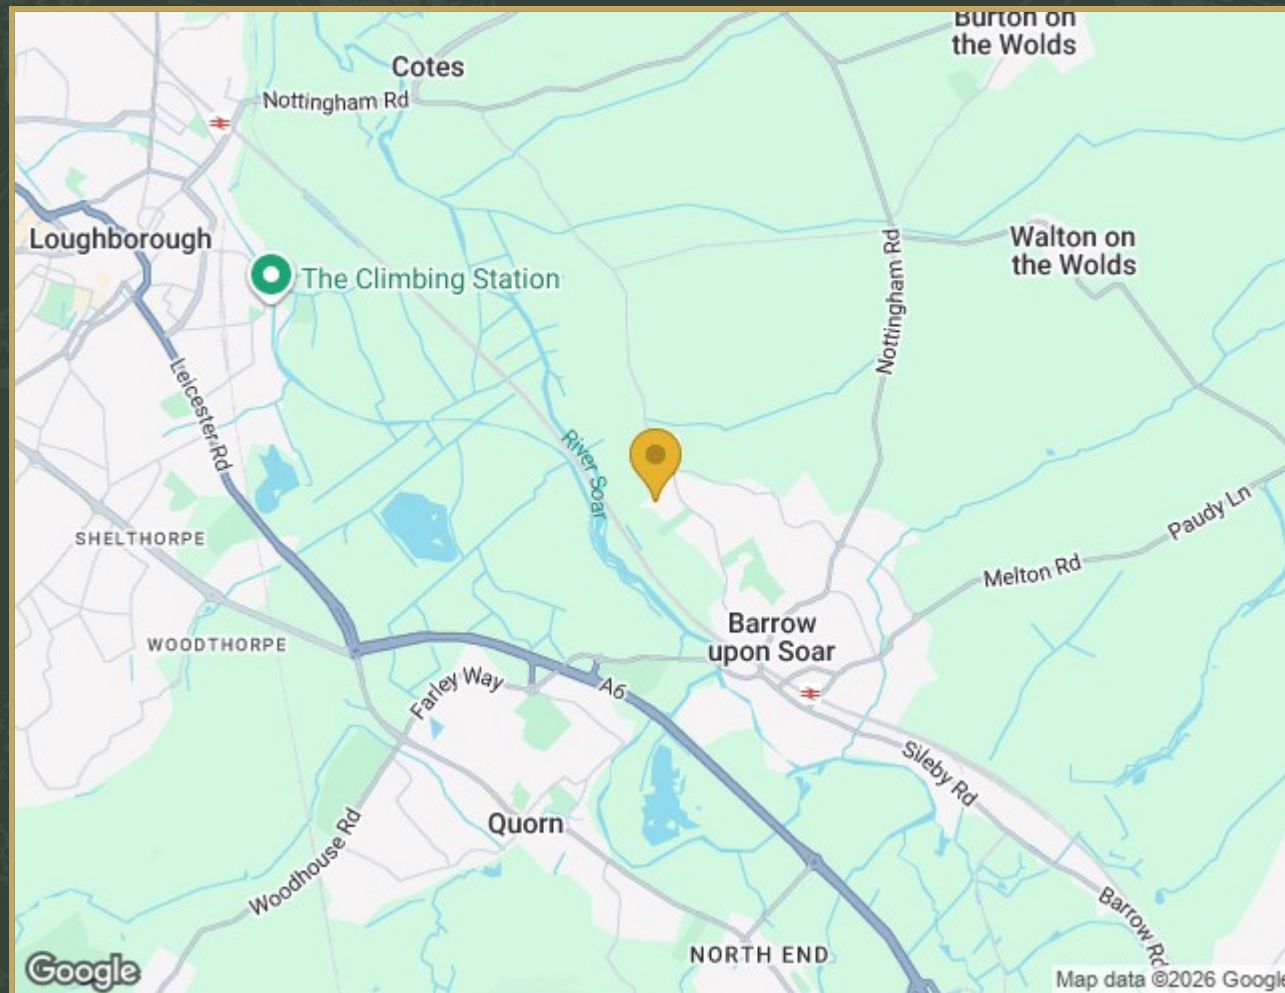 Burton on
the Wolds
Cotes
Nottingham Rd
Loughborough
The Climbing Station
Walton on
the Wolds
Nottingham Rd
Leicester Rd
River Soar
SHELTHORPE
Paudy Ln
Melton Rd
WOODTHORPE
Barrow
upon Soar
Farley Way
A6
Sileby Rd
Quorn
Woodhouse Rd
Barrow Rd
NORTH END
Google
Map data ©2026 Google